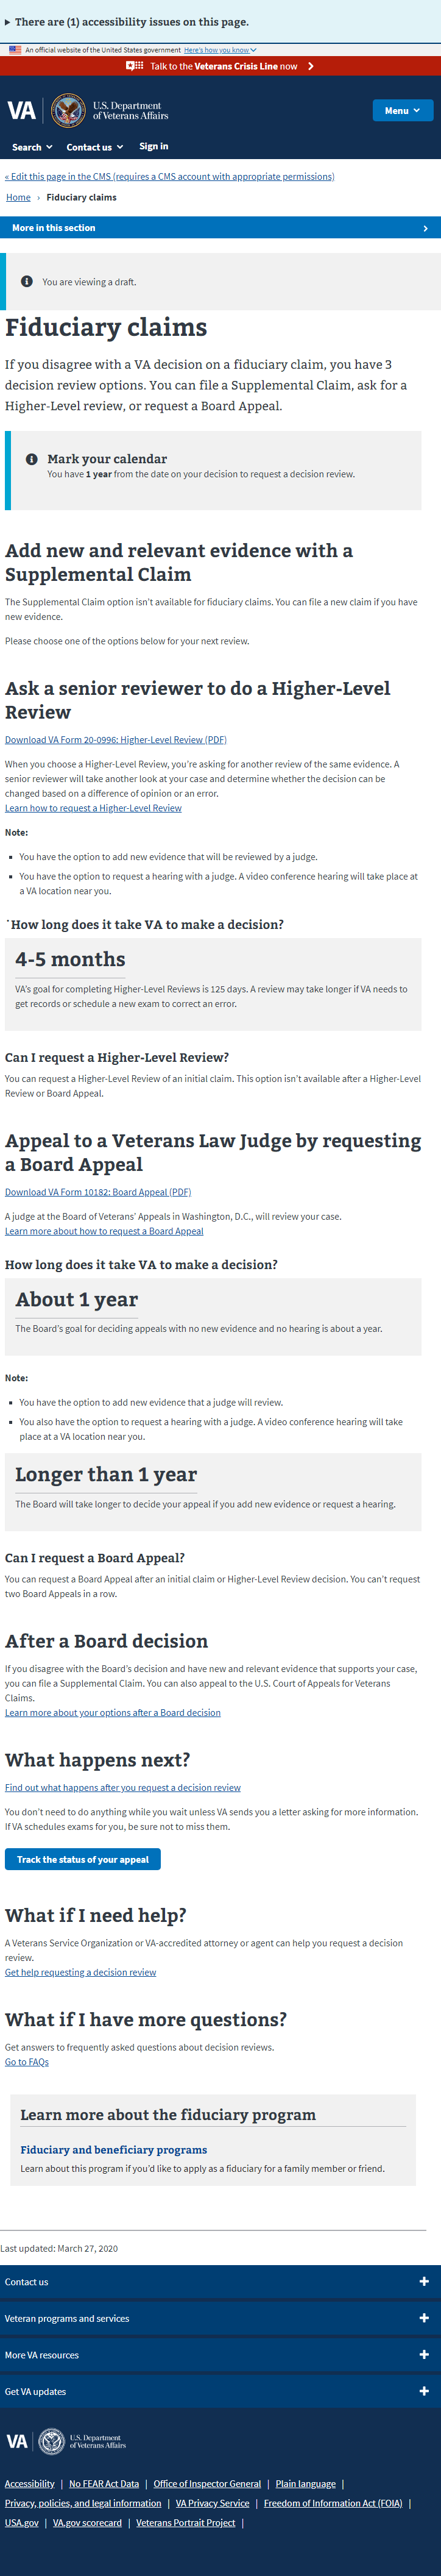 There are (1) accessibility issues on this page.
An official website of the United States government Here's how you know
Talk to the Veterans Crisis Line now
VA
U.S. Department
of Veterans Affairs
Menu
Search
Contact us
Sign in
« Edit this page in the CMS (requires a CMS account with appropriate permissions)
Home › Fiduciary claims
More in this section
You are viewing a draft.
Fiduciary claims
If you disagree with a VA decision on a fiduciary claim, you have 3
decision review options. You can file a Supplemental Claim, ask for a
Higher-Level review, or request a Board Appeal.
Mark your calendar
You have 1 year from the date on your decision to request a decision review.
Add new and relevant evidence with a
Supplemental Claim
The Supplemental Claim option isn't available for fiduciary claims. You can file a new claim if you have
new evidence.
Please choose one of the options below for your next review.
Ask a senior reviewer to do a Higher-Level
Review
Download VA Form 20-0996: Higher-Level Review (PDF)
When you choose a Higher-Level Review, you're asking for another review of the same evidence. A
senior reviewer will take another look at your case and determine whether the decision can be
changed based on a difference of opinion or an error.
Learn how to request a Higher-Level Review
Note:
You have the option to add new evidence that will be reviewed by a judge.
You have the option to request a hearing with a judge. A video conference hearing will take place at
a VA location near you.
How long does it take VA to make a decision?
4-5 months
VA's goal for completing Higher-Level Reviews is 125 days. A review may take longer if VA needs to
get records or schedule a new exam to correct an error.
Can I request a Higher-Level Review?
You can request a Higher-Level Review of an initial claim. This option isn't available after a Higher-Level
Review or Board Appeal.
Appeal to a Veterans Law Judge by requesting
a Board Appeal
Download VA Form 10182: Board Appeal (PDF)
A judge at the Board of Veterans' Appeals in Washington, D.C., will review your case.
Learn more about how to request a Board Appeal
How long does it take VA to make a decision?
About 1 year
The Board's goal for deciding appeals with no new evidence and no hearing is about a year.
Note:
You have the option to add new evidence that a judge will review.
You also have the option to request a hearing with a judge. A video conference hearing will take
place at a VA location near you.
Longer than 1 year
The Board will take longer to decide your appeal if you add new evidence or request a hearing.
Can I request a Board Appeal?
You can request a Board Appeal after an initial claim or Higher-Level Review decision. You can't request
two Board Appeals in a row.
After a Board decision
If you disagree with the Board's decision and have new and relevant evidence that supports your case,
you can file a Supplemental Claim. You can also appeal to the U.S. Court of Appeals for Veterans
Claims.
Learn more about your options after a Board decision
What happens next?
Find out what happens after you request a decision review
You don't need to do anything while you wait unless VA sends you a letter asking for more information.
If VA schedules exams for you, be sure not to miss them.
Track the status of your appeal
What if I need help?
A Veterans Service Organization or VA-accredited attorney or agent can help you request a decision
review.
Get help requesting a decision review
What if I have more questions?
Get answers to frequently asked questions about decision reviews.
Go to FAQs
Learn more about the fiduciary program
Fiduciary and beneficiary programs
Learn about this program if you'd like to apply as a fiduciary for a family member or friend.
Last updated: March 27, 2020
Contact us
Veteran programs and services
More VA resources
Get VA updates
VA
U.S. Department
of Veterans Affairs
Accessibility | No FEAR Act Data | Office of Inspector General | Plain language |
Privacy, policies, and legal information | VA Privacy Service | Freedom of Information Act (FOIA) |
USA.gov | VA.gov scorecard | Veterans Portrait Project |